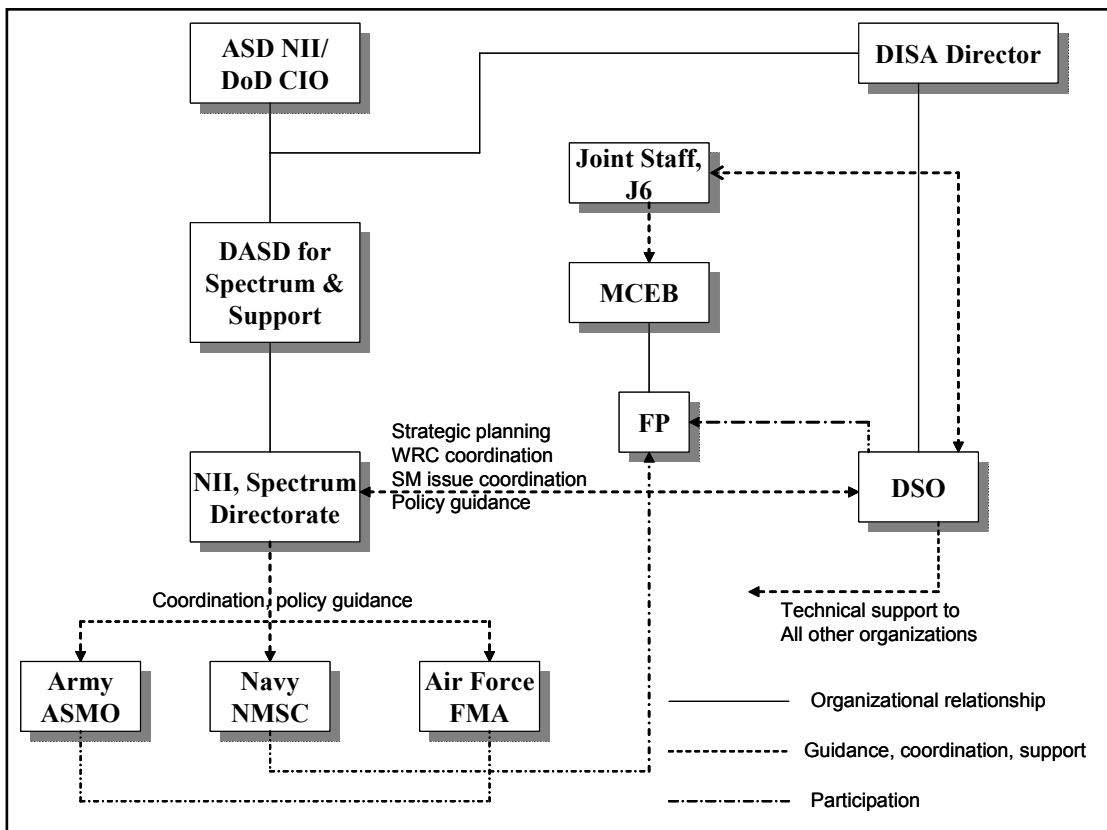 ASD NII/
DoD CIO
DISA Director
Joint Staff,
J6
DASD for
Spectrum &
Support
MCEB
FP
Strategic planning
WRC coordination
SM issue coordination
Policy guidance
NII, Spectrum
Directorate
DSO
Coordination, policy guidance
Technical support to
All other organizations
Army
ASMO
Navy
NMSC
Air Force
FMA
Organizational relationship
Guidance, coordination, support
Participation